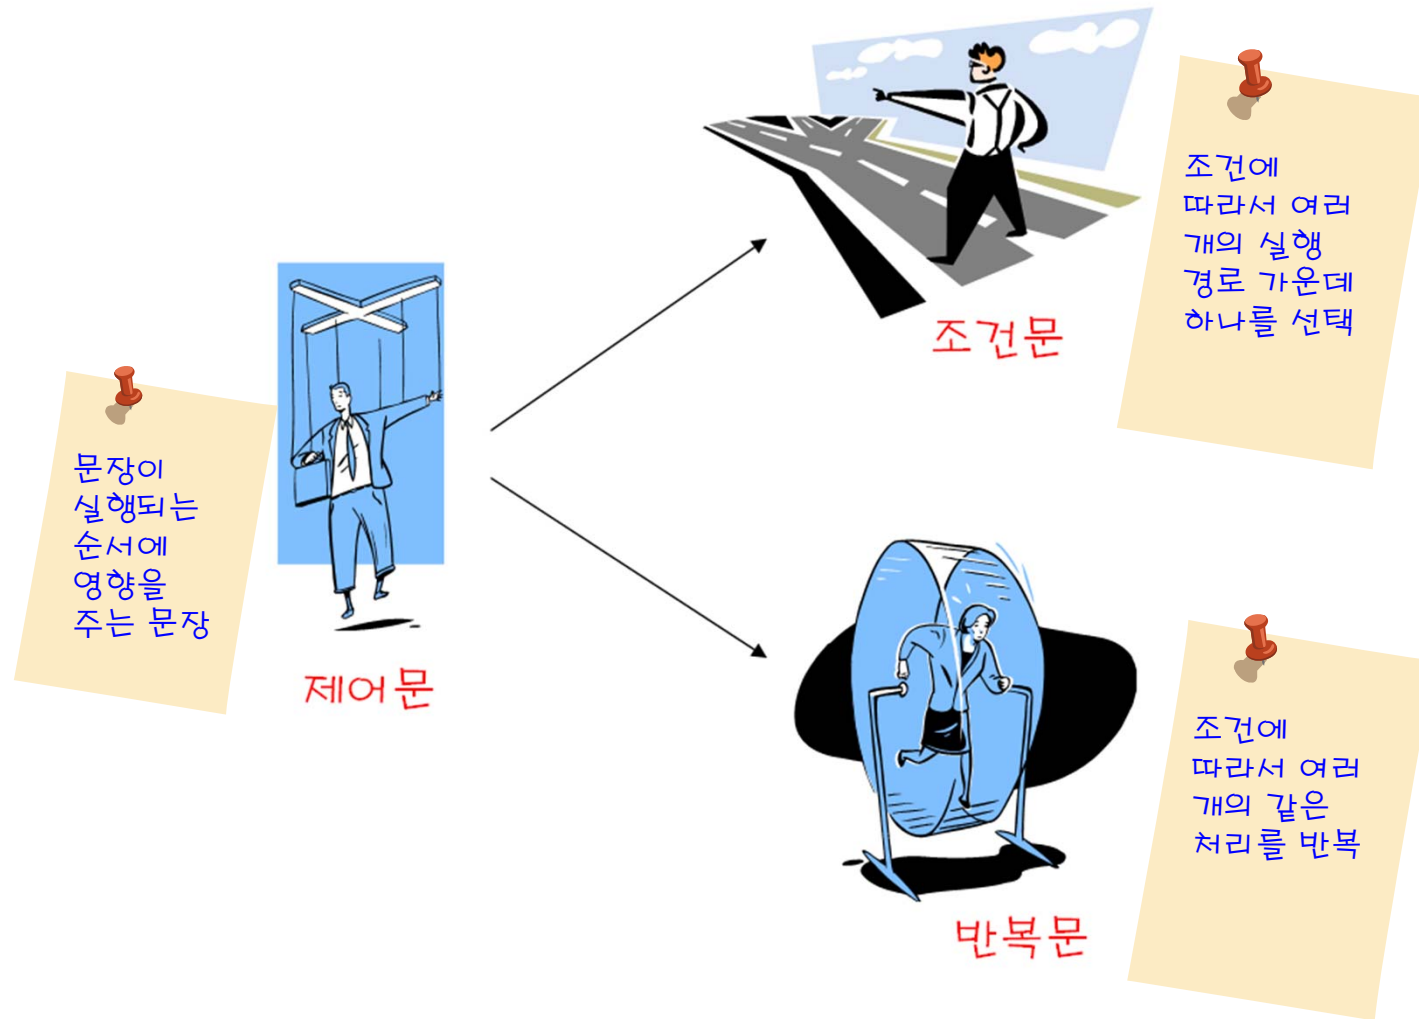 조건에
따라서 여러
개의 실행
경로 가운데
하나를 선택
조건문
문장이
실행되는
순서에
영향을
주는 문장
제어문
조건에
따라서 여러
개의 같은
처리를 반복
반복문